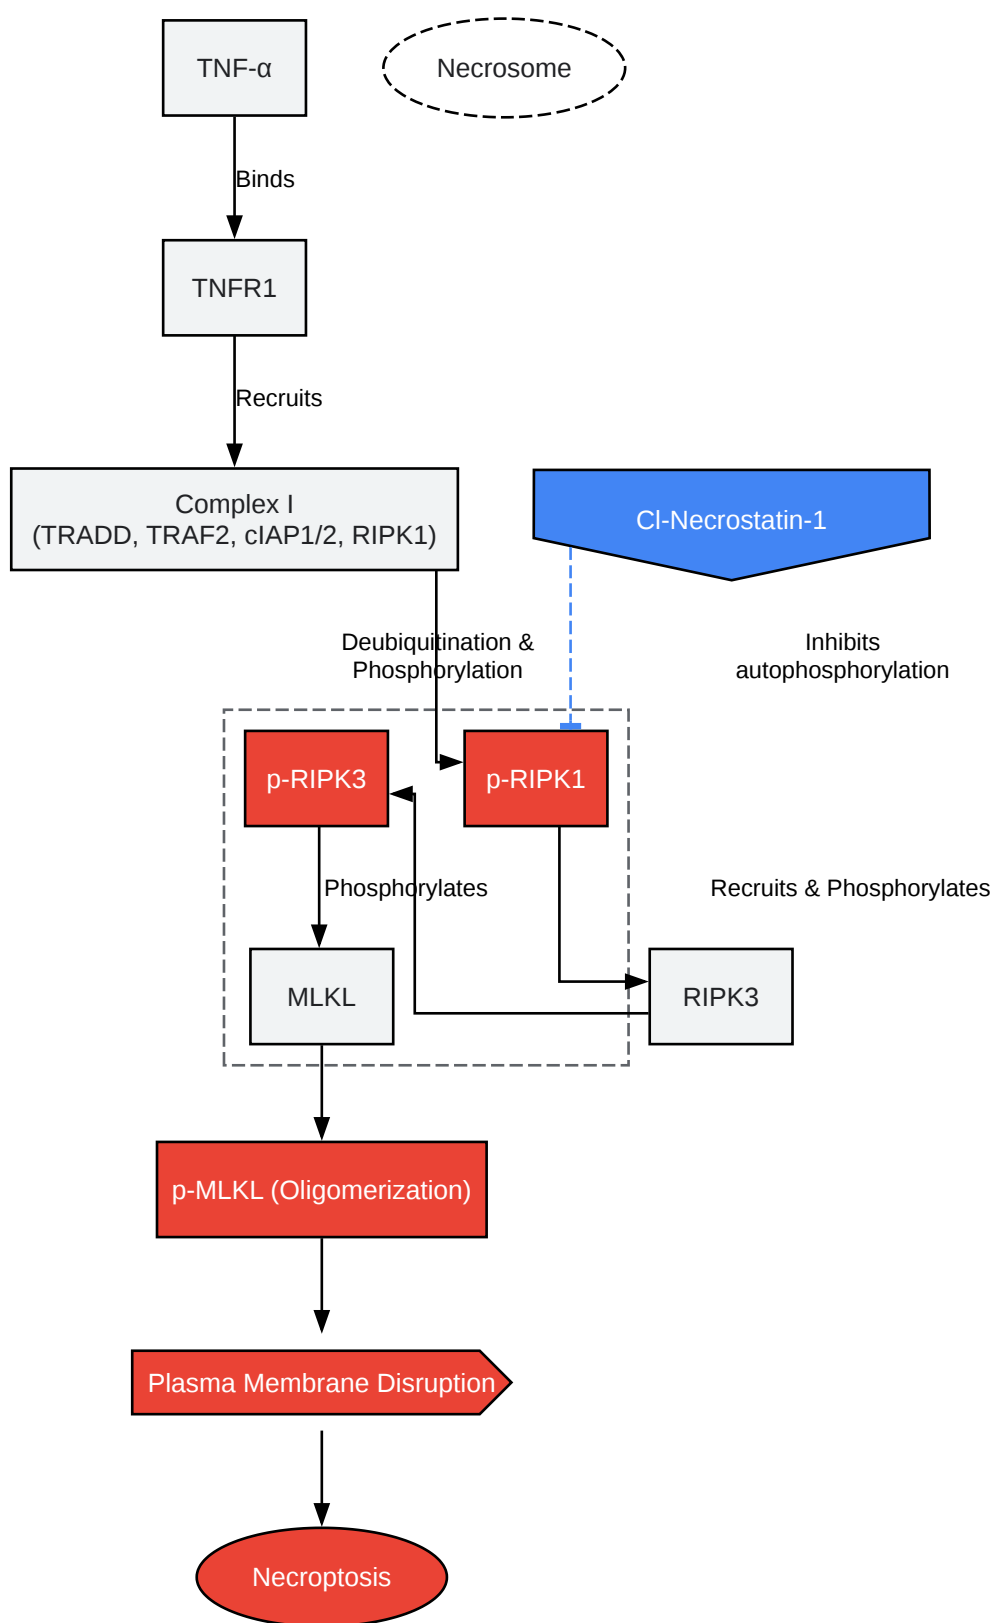 TNF-α
Necrosome
Binds
TNFR1
Recruits
Complex I
(TRADD, TRAF2, cIAP1/2, RIPK1)
Cl-Necrostatin-1
Deubiquitination &
Phosphorylation
Inhibits
autophosphorylation
p-RIPK3
p-RIPK1
Phosphorylates
Recruits & Phosphorylates
MLKL
RIPK3
p-MLKL (Oligomerization)
Plasma Membrane Disruption
Necroptosis